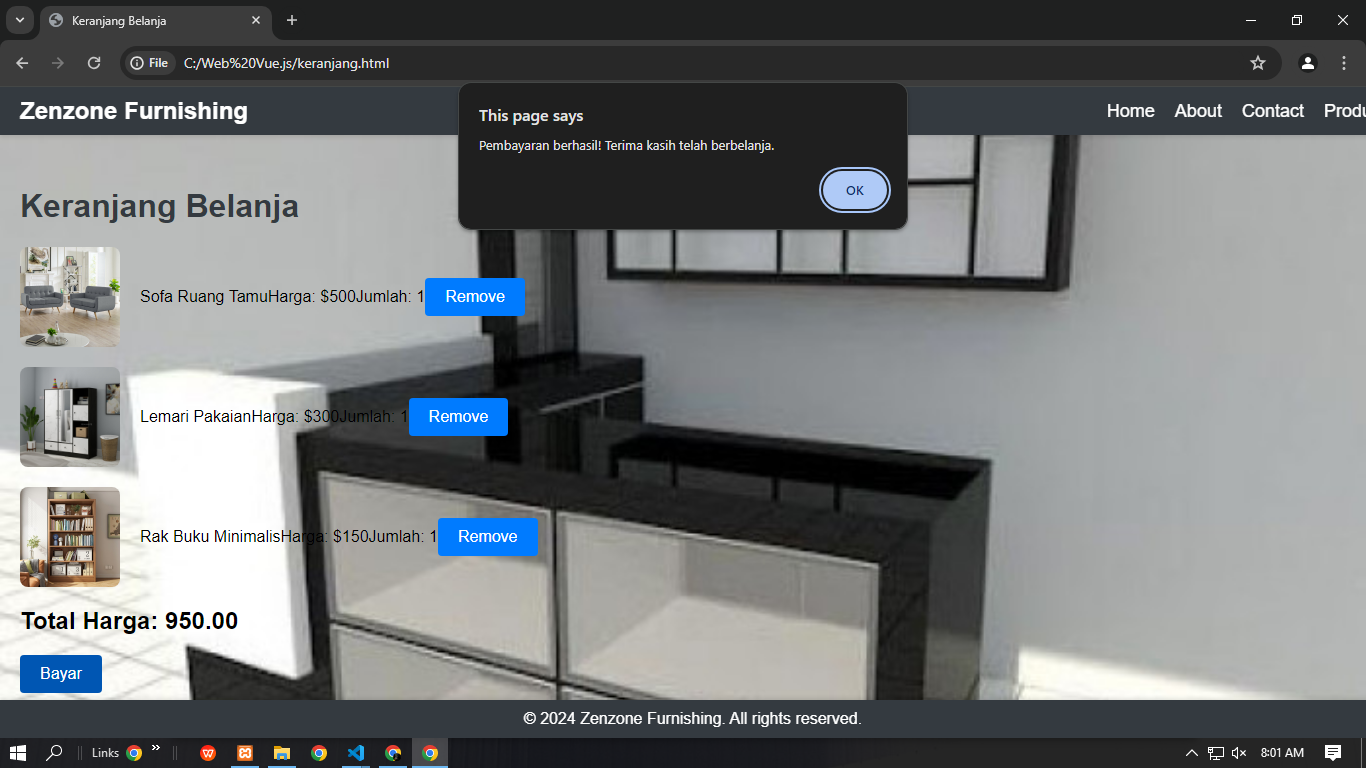 Keranjang Belanja
File C:/Web%20Vue.js/keranjang.html
Zenzone Furnishing
Home About Contact Produ
This page says
Pembayaran berhasil! Terima kasih telah berbelanja.
OK
Keranjang Belanja
Sofa Ruang TamuHarga: $500Jumlah: 1 Remove
Lemari PakaianHarga: $300Jumlah: 1 Remove
Rak Buku MinimalisHarga: $150Jumlah: 1 Remove
Total Harga: 950.00
Bayar
© 2024 Zenzone Furnishing. All rights reserved.
Links 8:01 AM